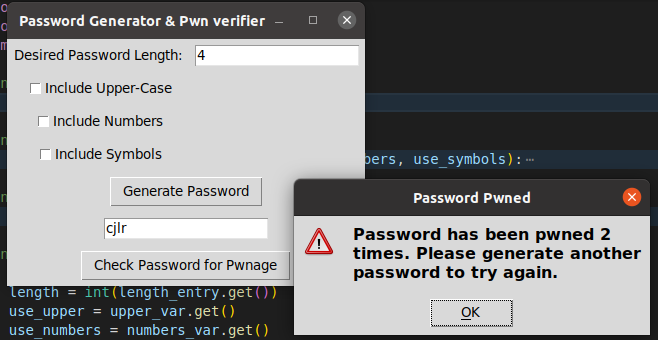 Password Generator & Pwn verifier
Desired Password Length: 4
Include Upper-Case
Include Numbers
Include Symbols
bers, use_symbols):
Generate Password
Password Pwned
cjlr
Password has been pwned 2
times. Please generate another
password to try again.
Check Password for Pwnage
OK
length = int(length_entry.get())
use_upper = upper_var.get()
use_numbers = numbers_var.get()